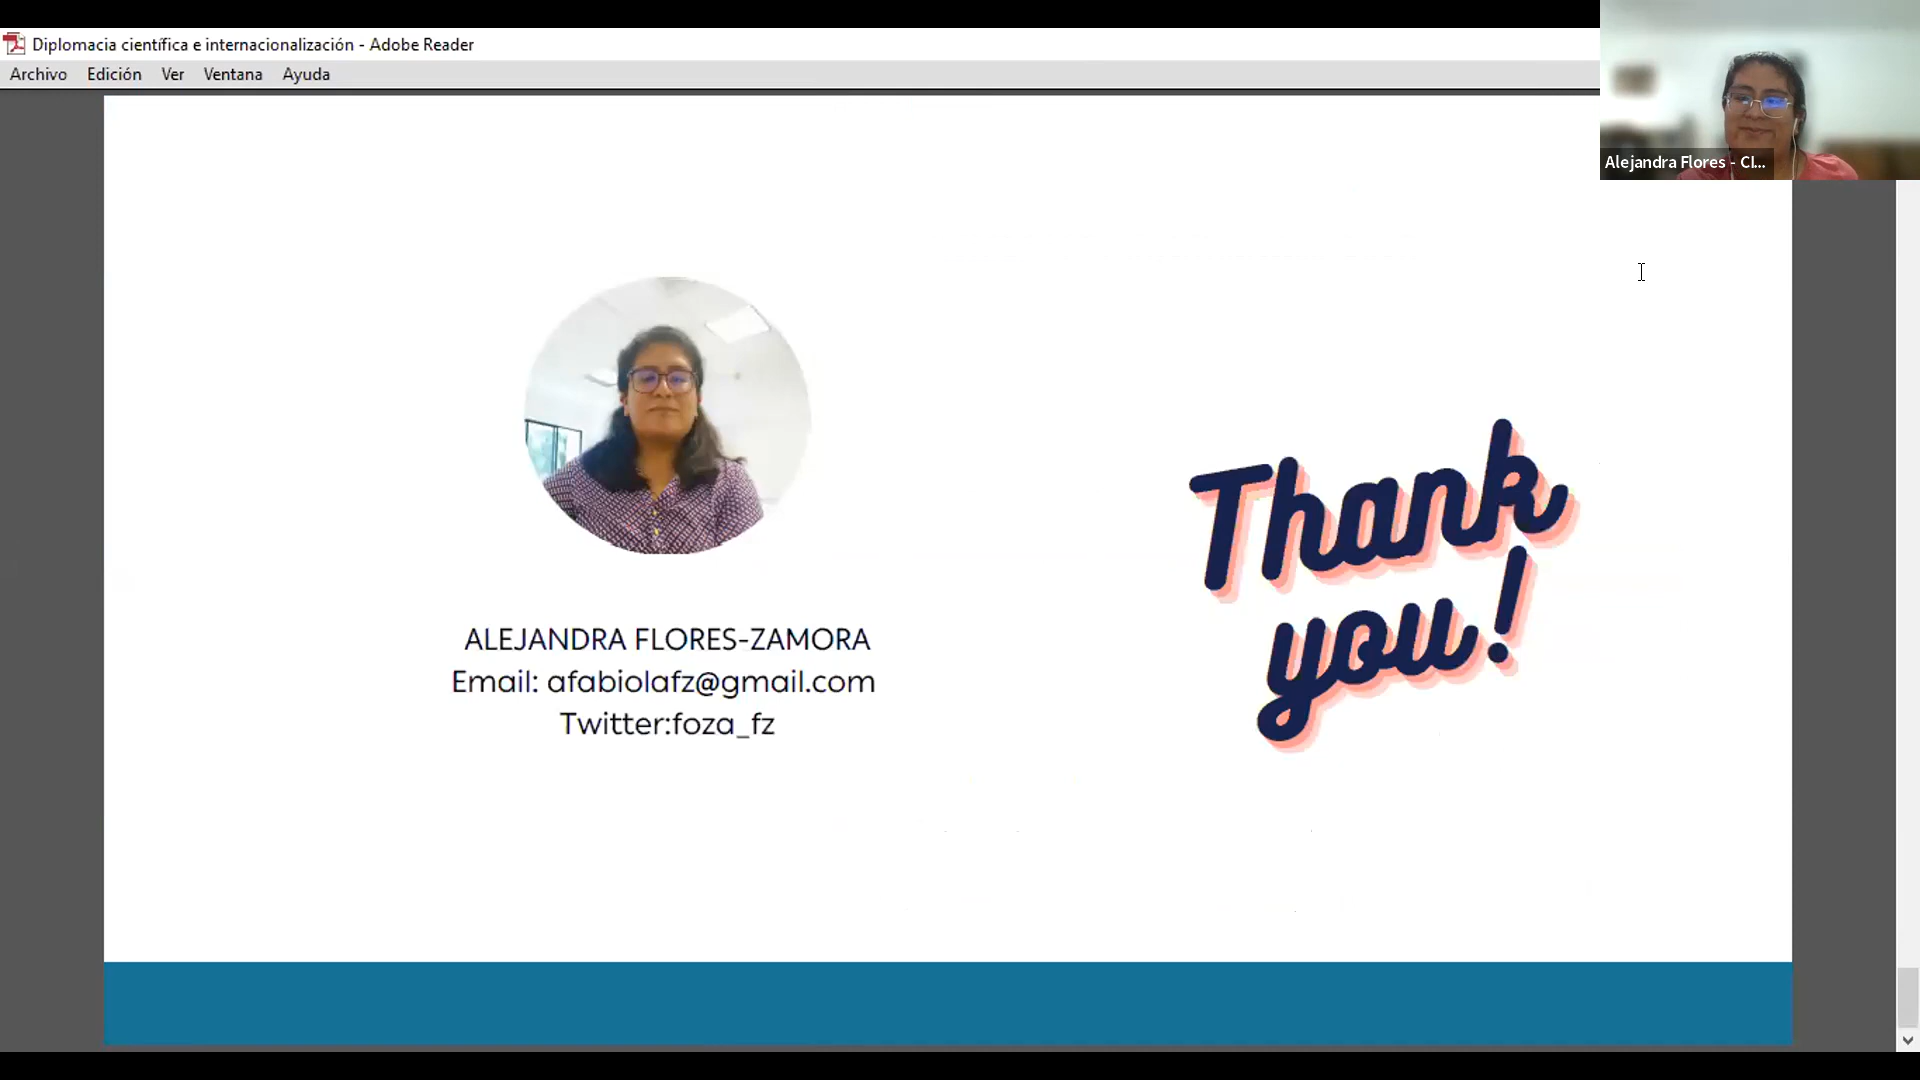 Diplomacia científica e internacionalización - Adobe Reader
Archivo Edición Ver Ventana Ayuda
Alejandra Flores - CI...
ALEJANDRA FLORES-ZAMORA
Email: afabiolafz@gmail.com
Twitter:foza_fz
Thank
you!